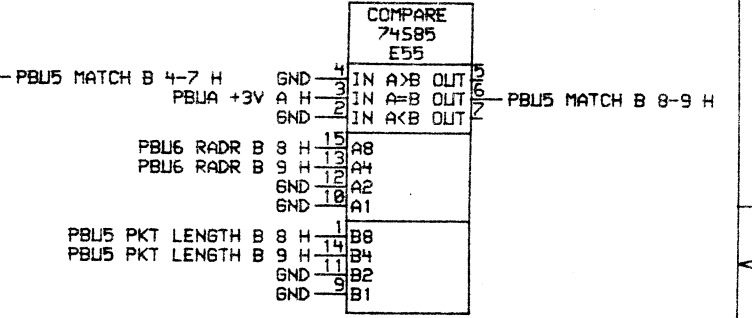 COMPARE
74S85
E55
PBU5 MATCH B 4-7 H
GND 4 IN A>B OUT 5
PBUA +3V A H 3 IN A=B OUT 6 PBU5 MATCH B 8-9 H
GND 2 IN A<B OUT 7
PBU6 RADR B 8 H 15 A8
PBU6 RADR B 9 H 13 A4
GND 12 A2
GND 10 A1
PBU5 PKT LENGTH B 8 H 1 B8
PBU5 PKT LENGTH B 9 H 14 B4
GND 11 B2
GND 9 B1